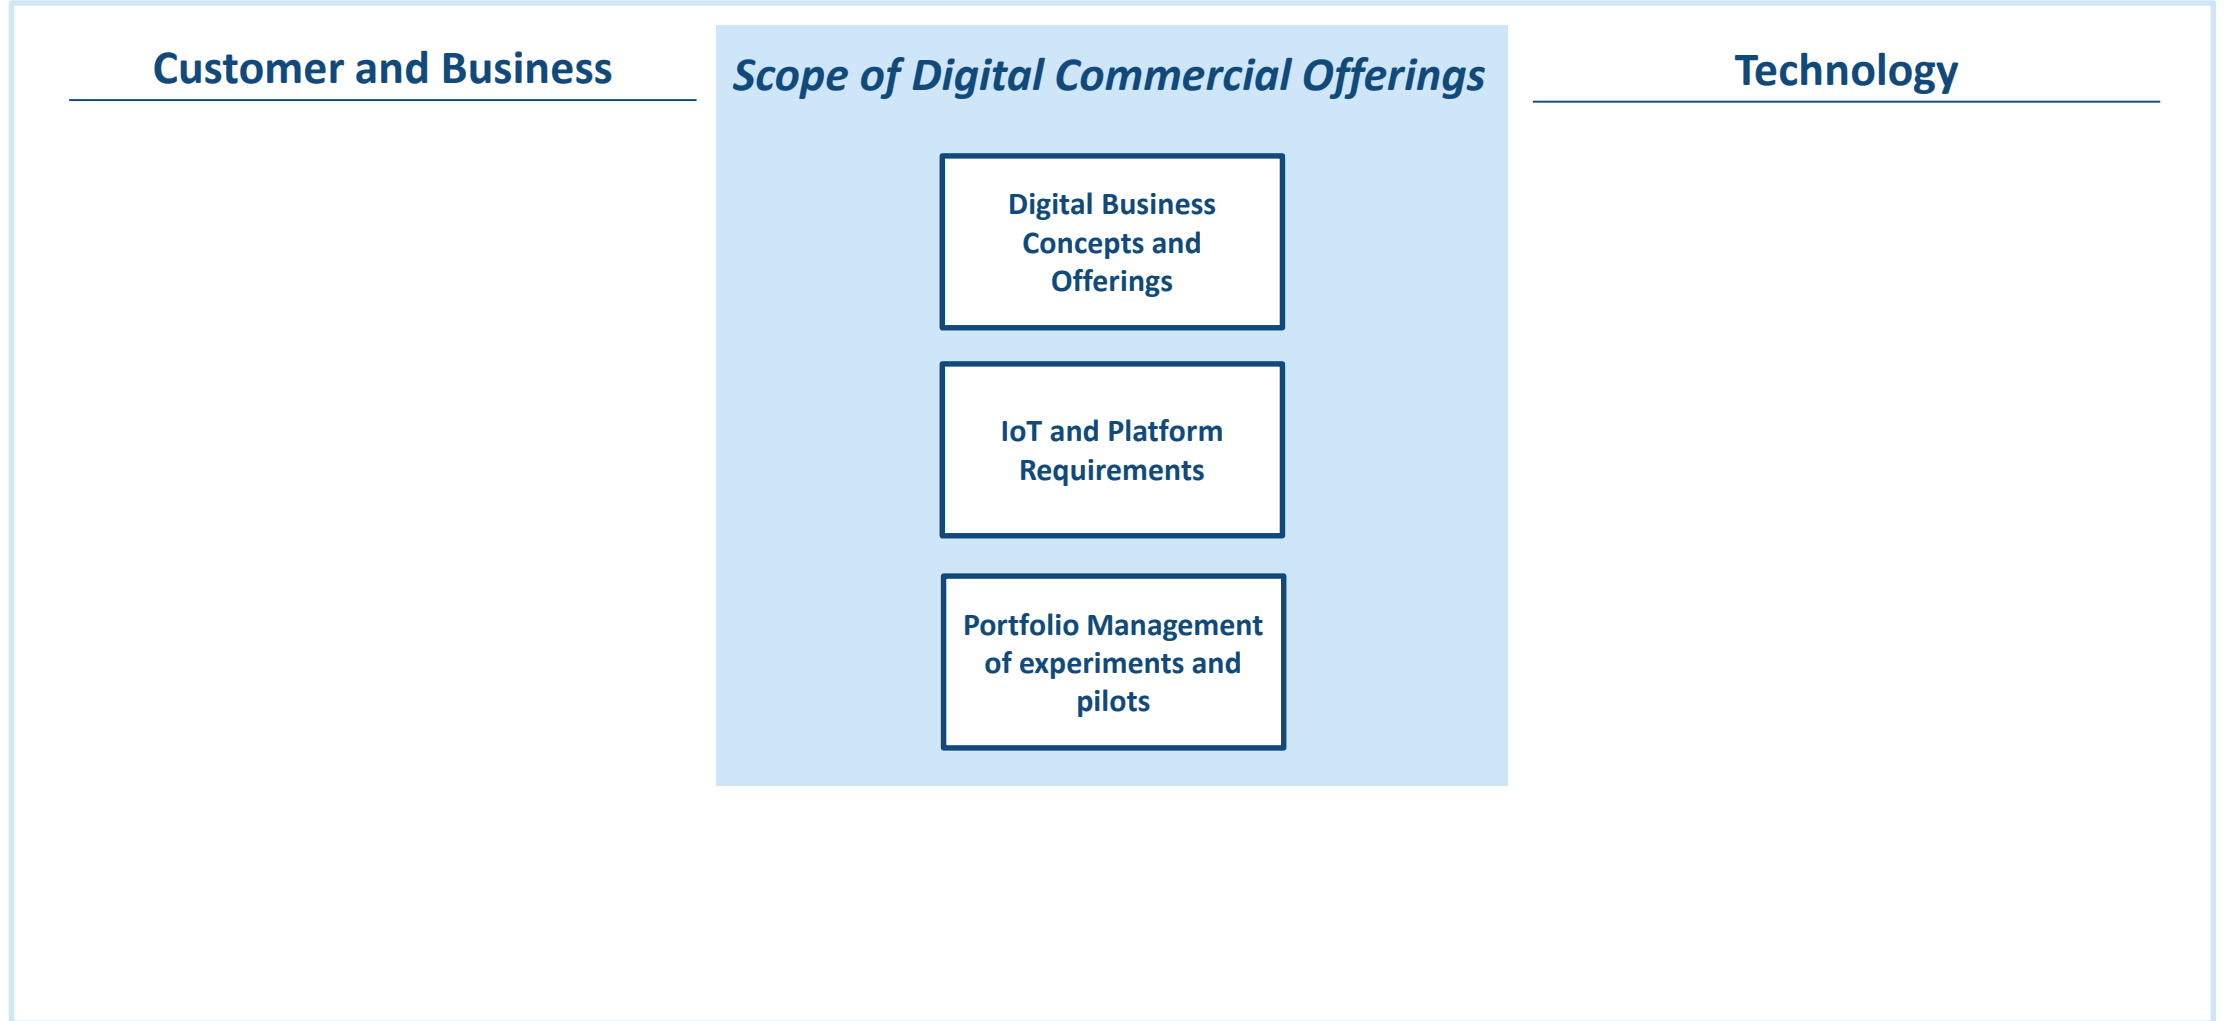 Customer and Business
Scope of Digital Commercial Offerings
Technology
Digital Business
Concepts and
Offerings
IoT and Platform
Requirements
Portfolio Management
of experiments and
pilots